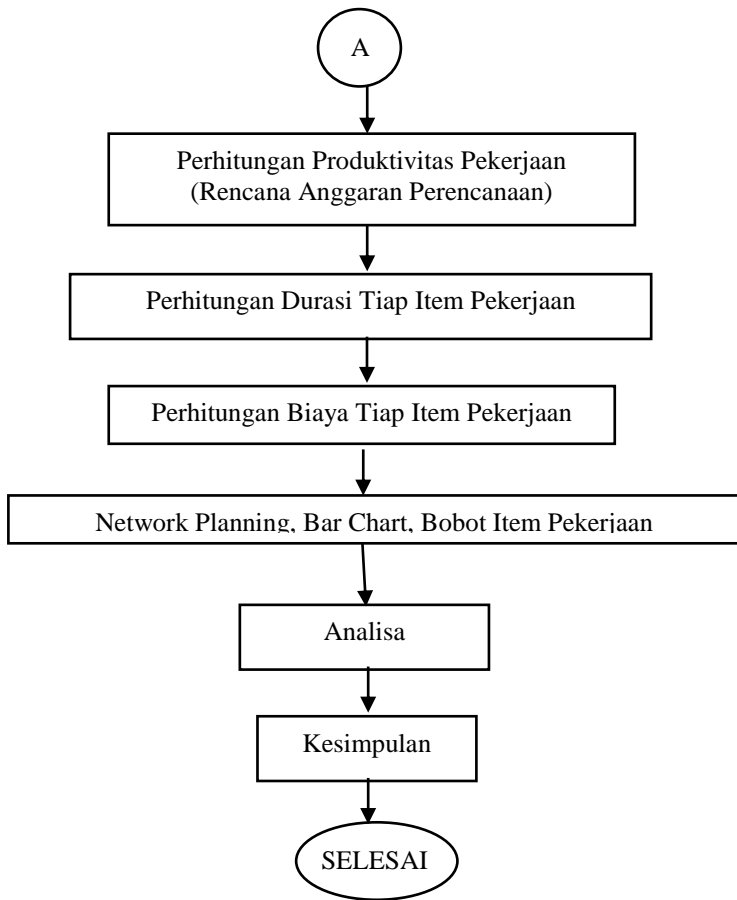 A
Perhitungan Produktivitas Pekerjaan
(Rencana Anggaran Perencanaan)
Perhitungan Durasi Tiap Item Pekerjaan
Perhitungan Biaya Tiap Item Pekerjaan
Network Planning, Bar Chart, Bobot Item Pekerjaan
Analisa
Kesimpulan
SELESAI